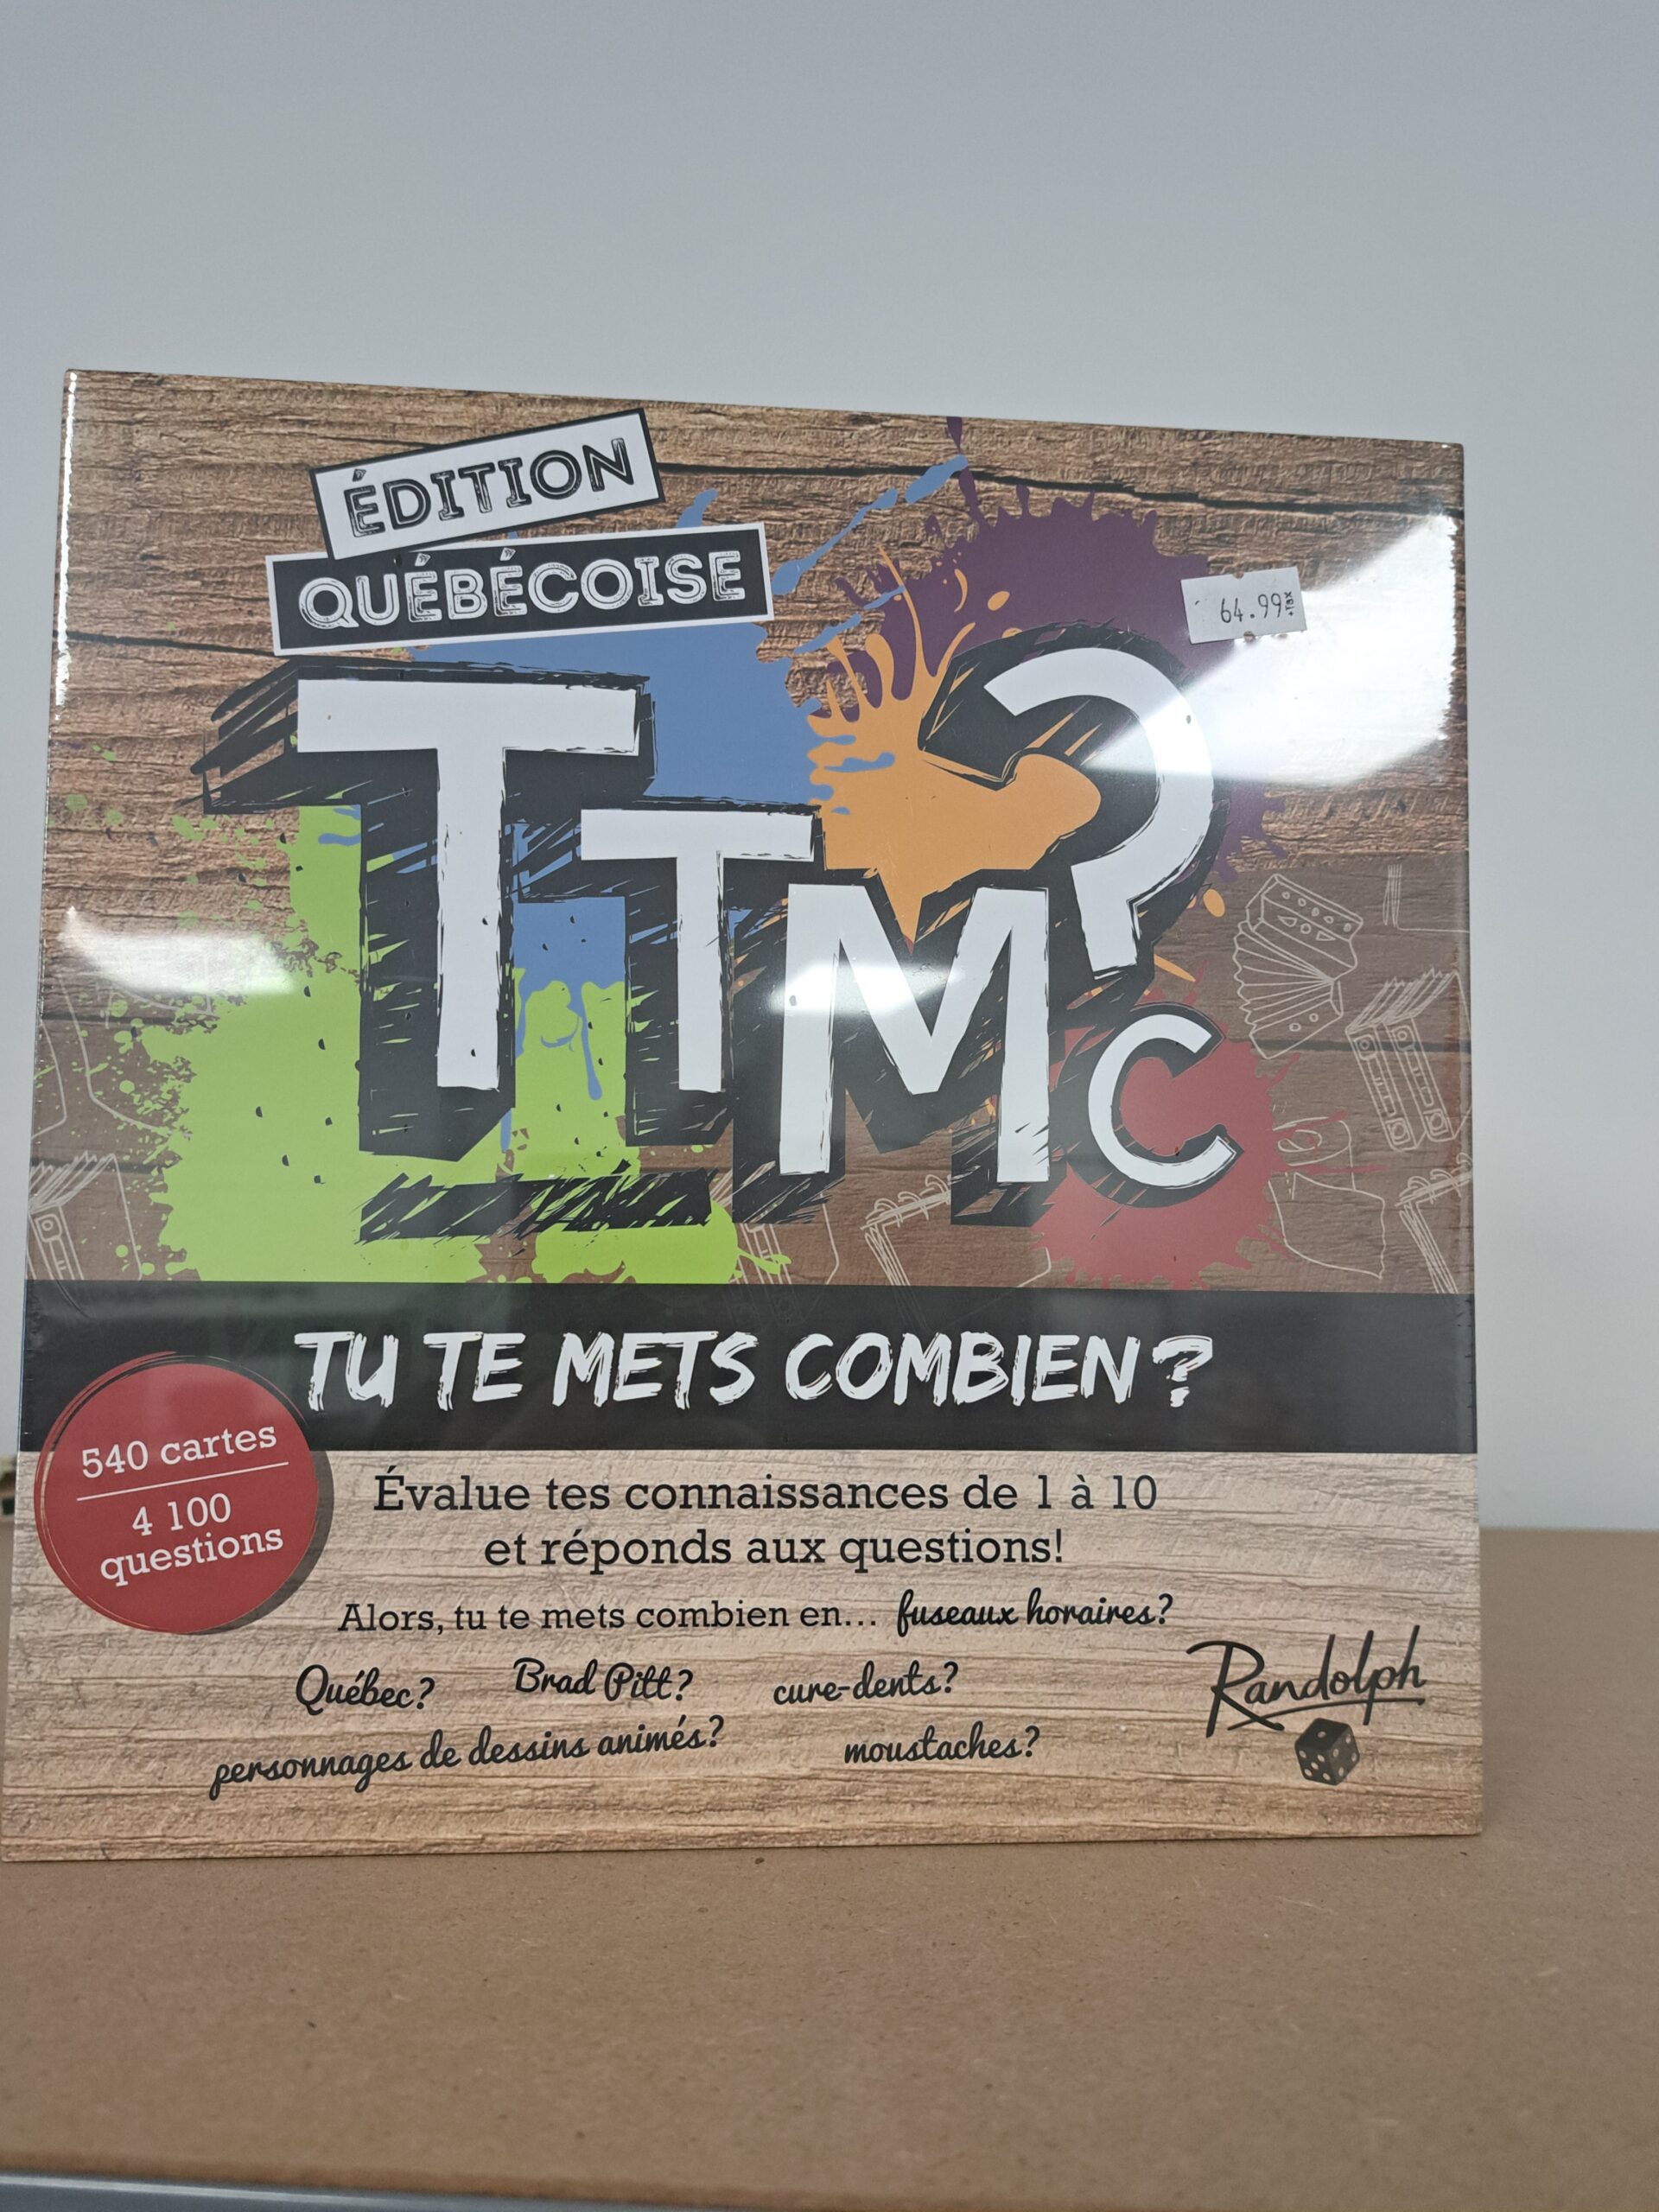 ÉDITION
QUÉBÉCOISE
64.99
TTMC?
TU TE METS COMBIEN?
540 cartes
4 100
questions
Évalue tes connaissances de 1 à 10
et réponds aux questions!
Alors, tu te mets combien en... fuseaux horaires?
Québec? Brad Pitt? cure-dents?
personnages de dessins animés? moustaches?
Randolph